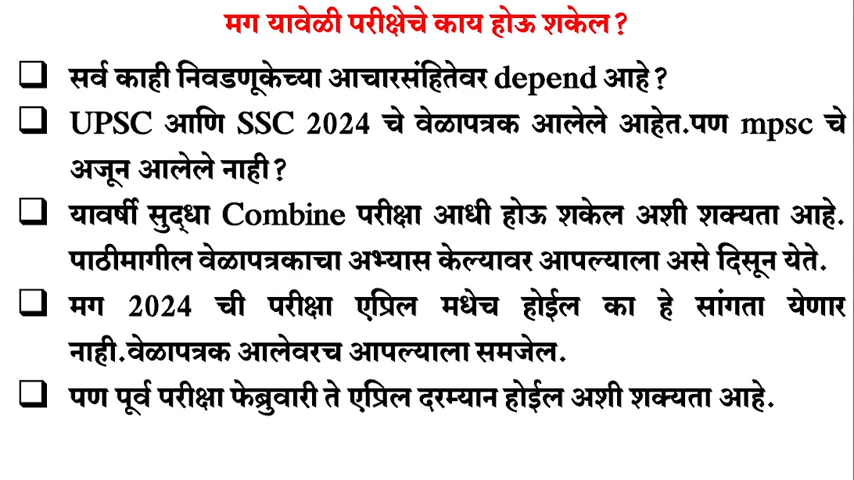 मग यावेळी परीक्षेचे काय होऊ शकेल?
सर्व काही निवडणूकेच्या आचारसंहितेवर depend आहे?
UPSC आणि SSC 2024 चे वेळापत्रक आलेले आहेत.पण mpsc चे
अजून आलेले नाही?
यावर्षी सुद्धा Combine परीक्षा आधी होऊ शकेल अशी शक्यता आहे.
पाठीमागील वेळापत्रकाचा अभ्यास केल्यावर आपल्याला असे दिसून येते.
मग 2024 ची परीक्षा एप्रिल मधेच होईल का हे सांगता येणार
नाही.वेळापत्रक आलेवरच आपल्याला समजेल.
पण पूर्व परीक्षा फेब्रुवारी ते एप्रिल दरम्यान होईल अशी शक्यता आहे.